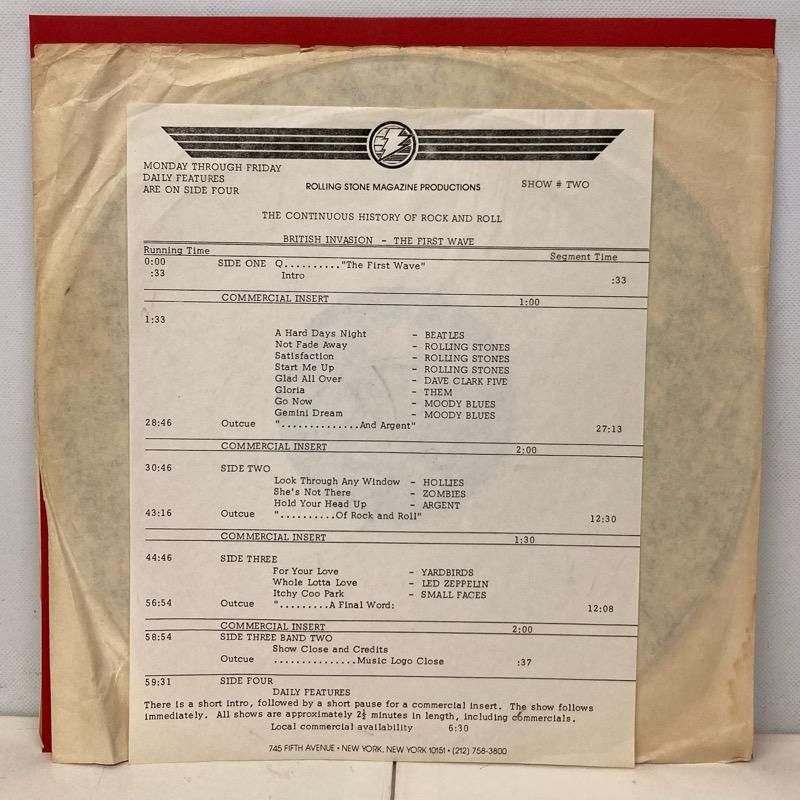 MONDAY THROUGH FRIDAY
DAILY FEATURES
ARE ON SIDE FOUR
ROLLING STONE MAGAZINE PRODUCTIONS SHOW # TWO
THE CONTINUOUS HISTORY OF ROCK AND ROLL
BRITISH INVASION - THE FIRST WAVE
Running Time Segment Time
0:00 SIDE ONE Q.........."The First Wave"
:33 Intro :33
COMMERCIAL INSERT 1:00
1:33
A Hard Days Night - BEATLES
Not Fade Away - ROLLING STONES
Satisfaction - ROLLING STONES
Start Me Up - ROLLING STONES
Glad All Over - DAVE CLARK FIVE
Gloria - THEM
Go Now - MOODY BLUES
Gemini Dream - MOODY BLUES
28:46 Outcue "..............And Argent" 27:13
COMMERCIAL INSERT 2:00
30:46 SIDE TWO
Look Through Any Window - HOLLIES
She's Not There - ZOMBIES
Hold Your Head Up - ARGENT
43:16 Outcue "..........Of Rock and Roll" 12:30
COMMERCIAL INSERT 1:30
44:46 SIDE THREE
For Your Love - YARDBIRDS
Whole Lotta Love - LED ZEPPELIN
Itchy Coo Park - SMALL FACES
56:54 Outcue ".........A Final Word: 12:08
COMMERCIAL INSERT 2:00
58:54 SIDE THREE BAND TWO
Show Close and Credits
Outcue ...............Music Logo Close :37
59:31 SIDE FOUR
DAILY FEATURES
There is a short intro, followed by a short pause for a commercial insert. The show follows
immediately. All shows are approximately 2½ minutes in length, including commercials.
Local commercial availability 6:30
745 FIFTH AVENUE • NEW YORK, NEW YORK 10151 • (212) 758-3800